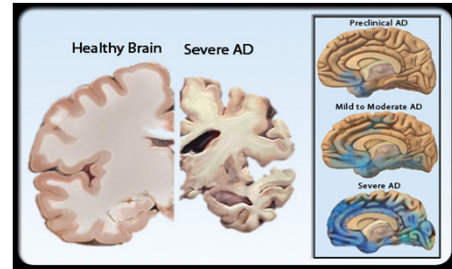 Healthy Brain
Severe AD
Preclinical AD
Mild to Moderate AD
Severe AD